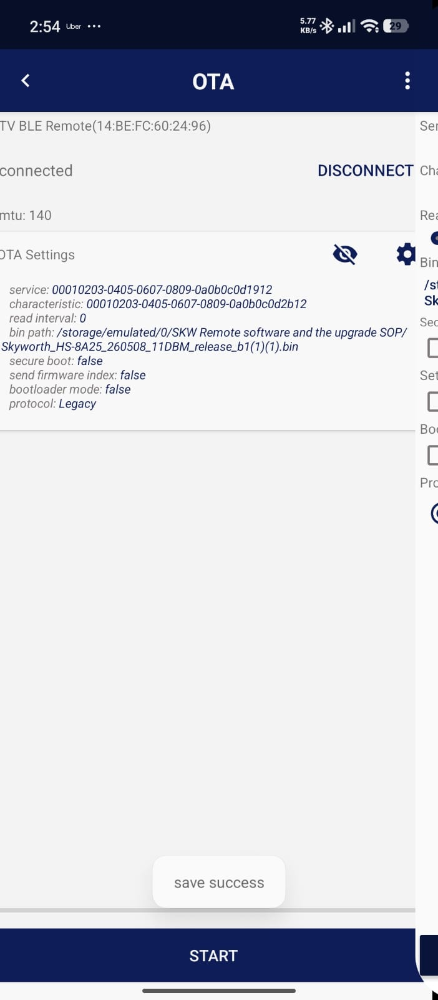 2:54 Uber ... 5.77 KB/s 29
OTA
TV BLE Remote(14:BE:FC:60:24:96)
connected DISCONNECT
mtu: 140
OTA Settings
service: 00010203-0405-0607-0809-0a0b0c0d1912
characteristic: 00010203-0405-0607-0809-0a0b0c0d2b12
read interval: 0
bin path: /storage/emulated/0/SKW Remote software and the upgrade SOP/
Skyworth_HS-8A25_260508_11DBM_release_b1(1)(1).bin
secure boot: false
send firmware index: false
bootloader mode: false
protocol: Legacy
save success
START
Ser
Cha
Rea
Bin
/st
Sk
Sec
Set
Boo
Pro